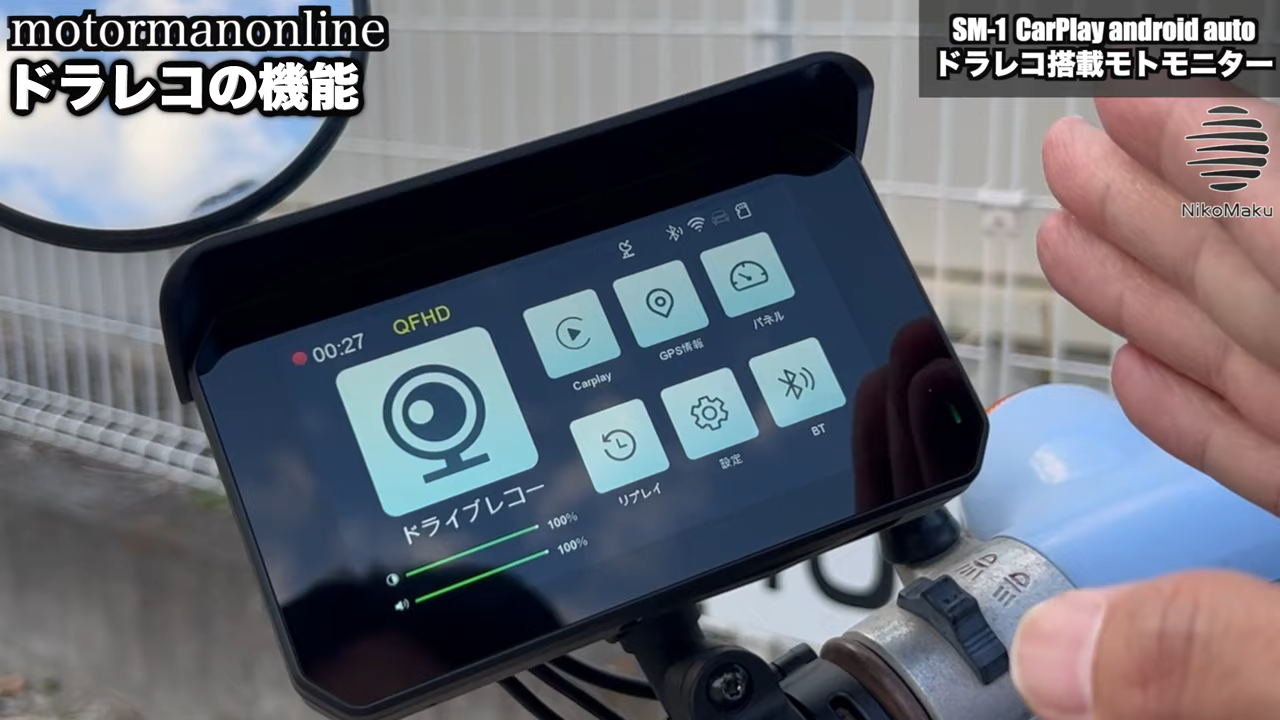 motormanonline
ドラレコの機能
SM-1 CarPlay android auto
ドラレコ搭載モトモニター
NikoMaku
00:27
QFHD
ドライブレコー
Carplay
GPS情報
パネル
リプレイ
設定
BT
100%
100%